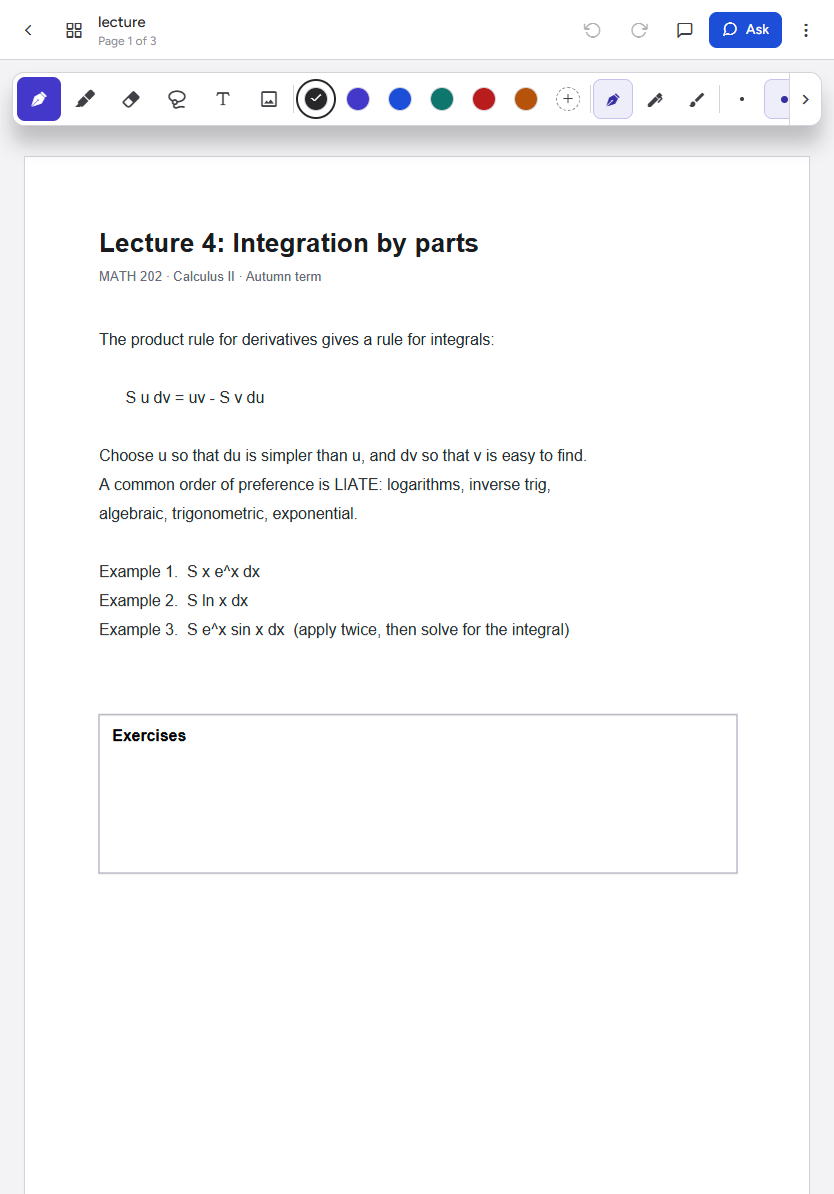 lecture
Page 1 of 3
Ask
T
Lecture 4: Integration by parts
MATH 202 · Calculus II · Autumn term
The product rule for derivatives gives a rule for integrals:
S u dv = uv - S v du
Choose u so that du is simpler than u, and dv so that v is easy to find.
A common order of preference is LIATE: logarithms, inverse trig,
algebraic, trigonometric, exponential.
Example 1.  S x e^x dx
Example 2.  S ln x dx
Example 3.  S e^x sin x dx  (apply twice, then solve for the integral)
Exercises